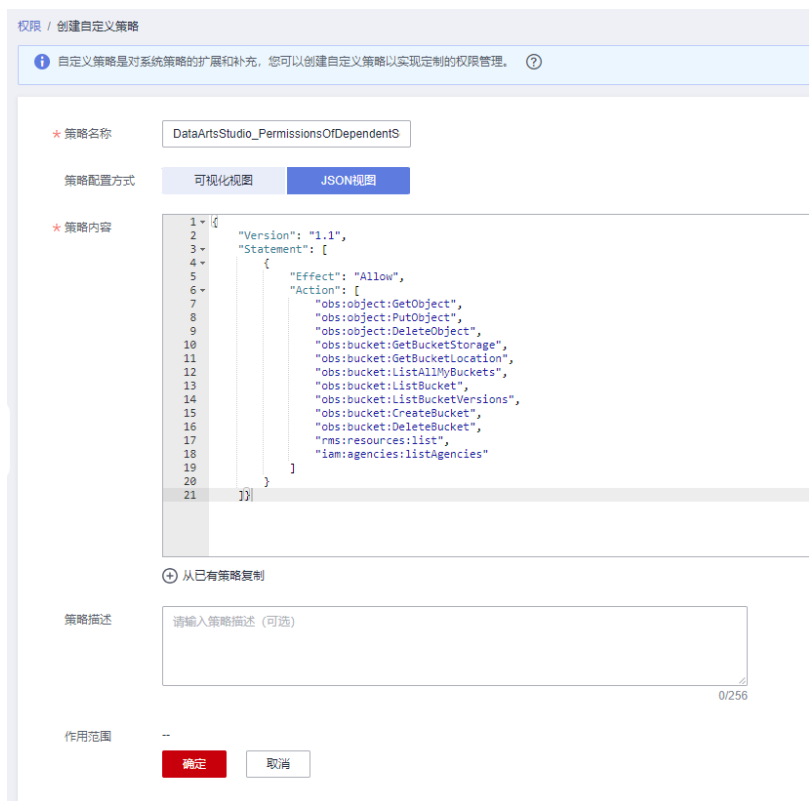 权限 / 创建自定义策略
自定义策略是对系统策略的扩展和补充，您可以创建自定义策略以实现定制的权限管理。 ?
* 策略名称 DataArtsStudio_PermissionsOfDependentS
策略配置方式 可视化视图 JSON视图
* 策略内容
1 {
2 "Version": "1.1",
3 "Statement": [
4 {
5 "Effect": "Allow",
6 "Action": [
7 "obs:object:GetObject",
8 "obs:object:PutObject",
9 "obs:object:DeleteObject",
10 "obs:bucket:GetBucketStorage",
11 "obs:bucket:GetBucketLocation",
12 "obs:bucket:ListAllMyBuckets",
13 "obs:bucket:ListBucket",
14 "obs:bucket:ListBucketVersions",
15 "obs:bucket:CreateBucket",
16 "obs:bucket:DeleteBucket",
17 "rms:resources:list",
18 "iam:agencies:listAgencies"
19 ]
20 }
21 ]}
从已有策略复制
策略描述 请输入策略描述（可选）
0/256
作用范围 --
确定 取消